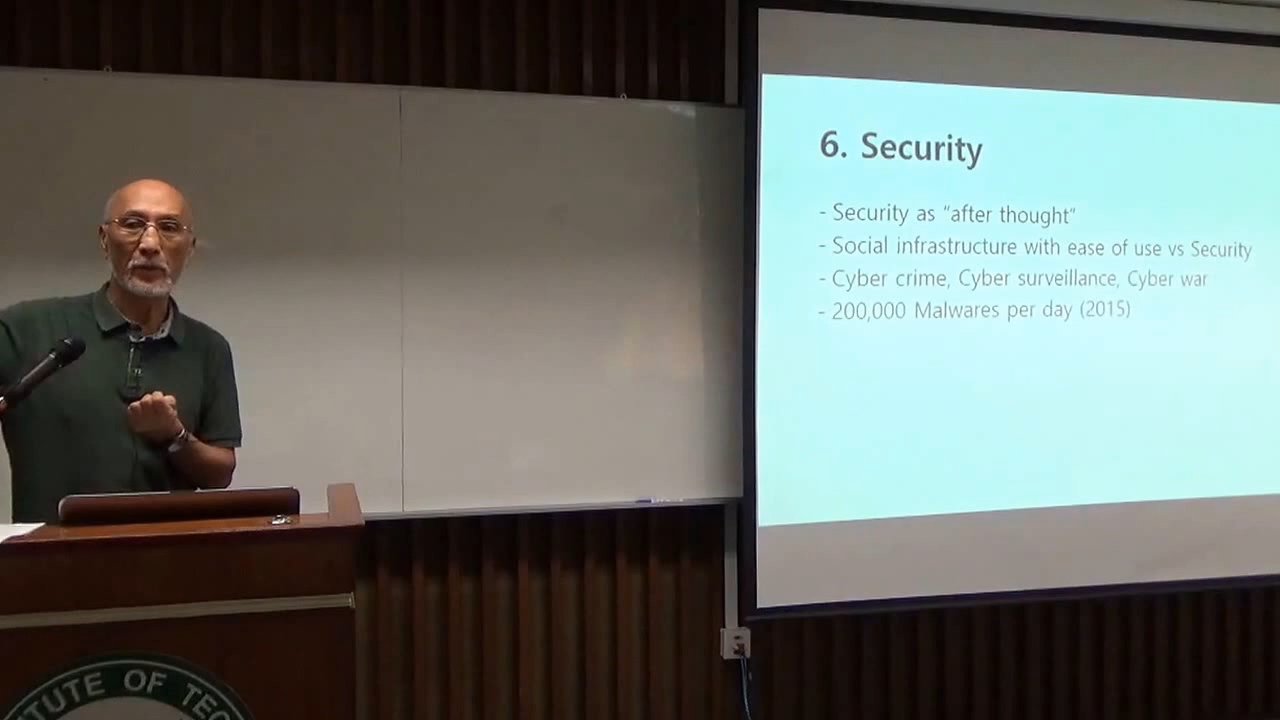 6. Security
- Security as “after thought”
- Social infrastructure with ease of use vs Security
- Cyber crime, Cyber surveillance, Cyber war
- 200,000 Malwares per day (2015)
TUTE OF TEC